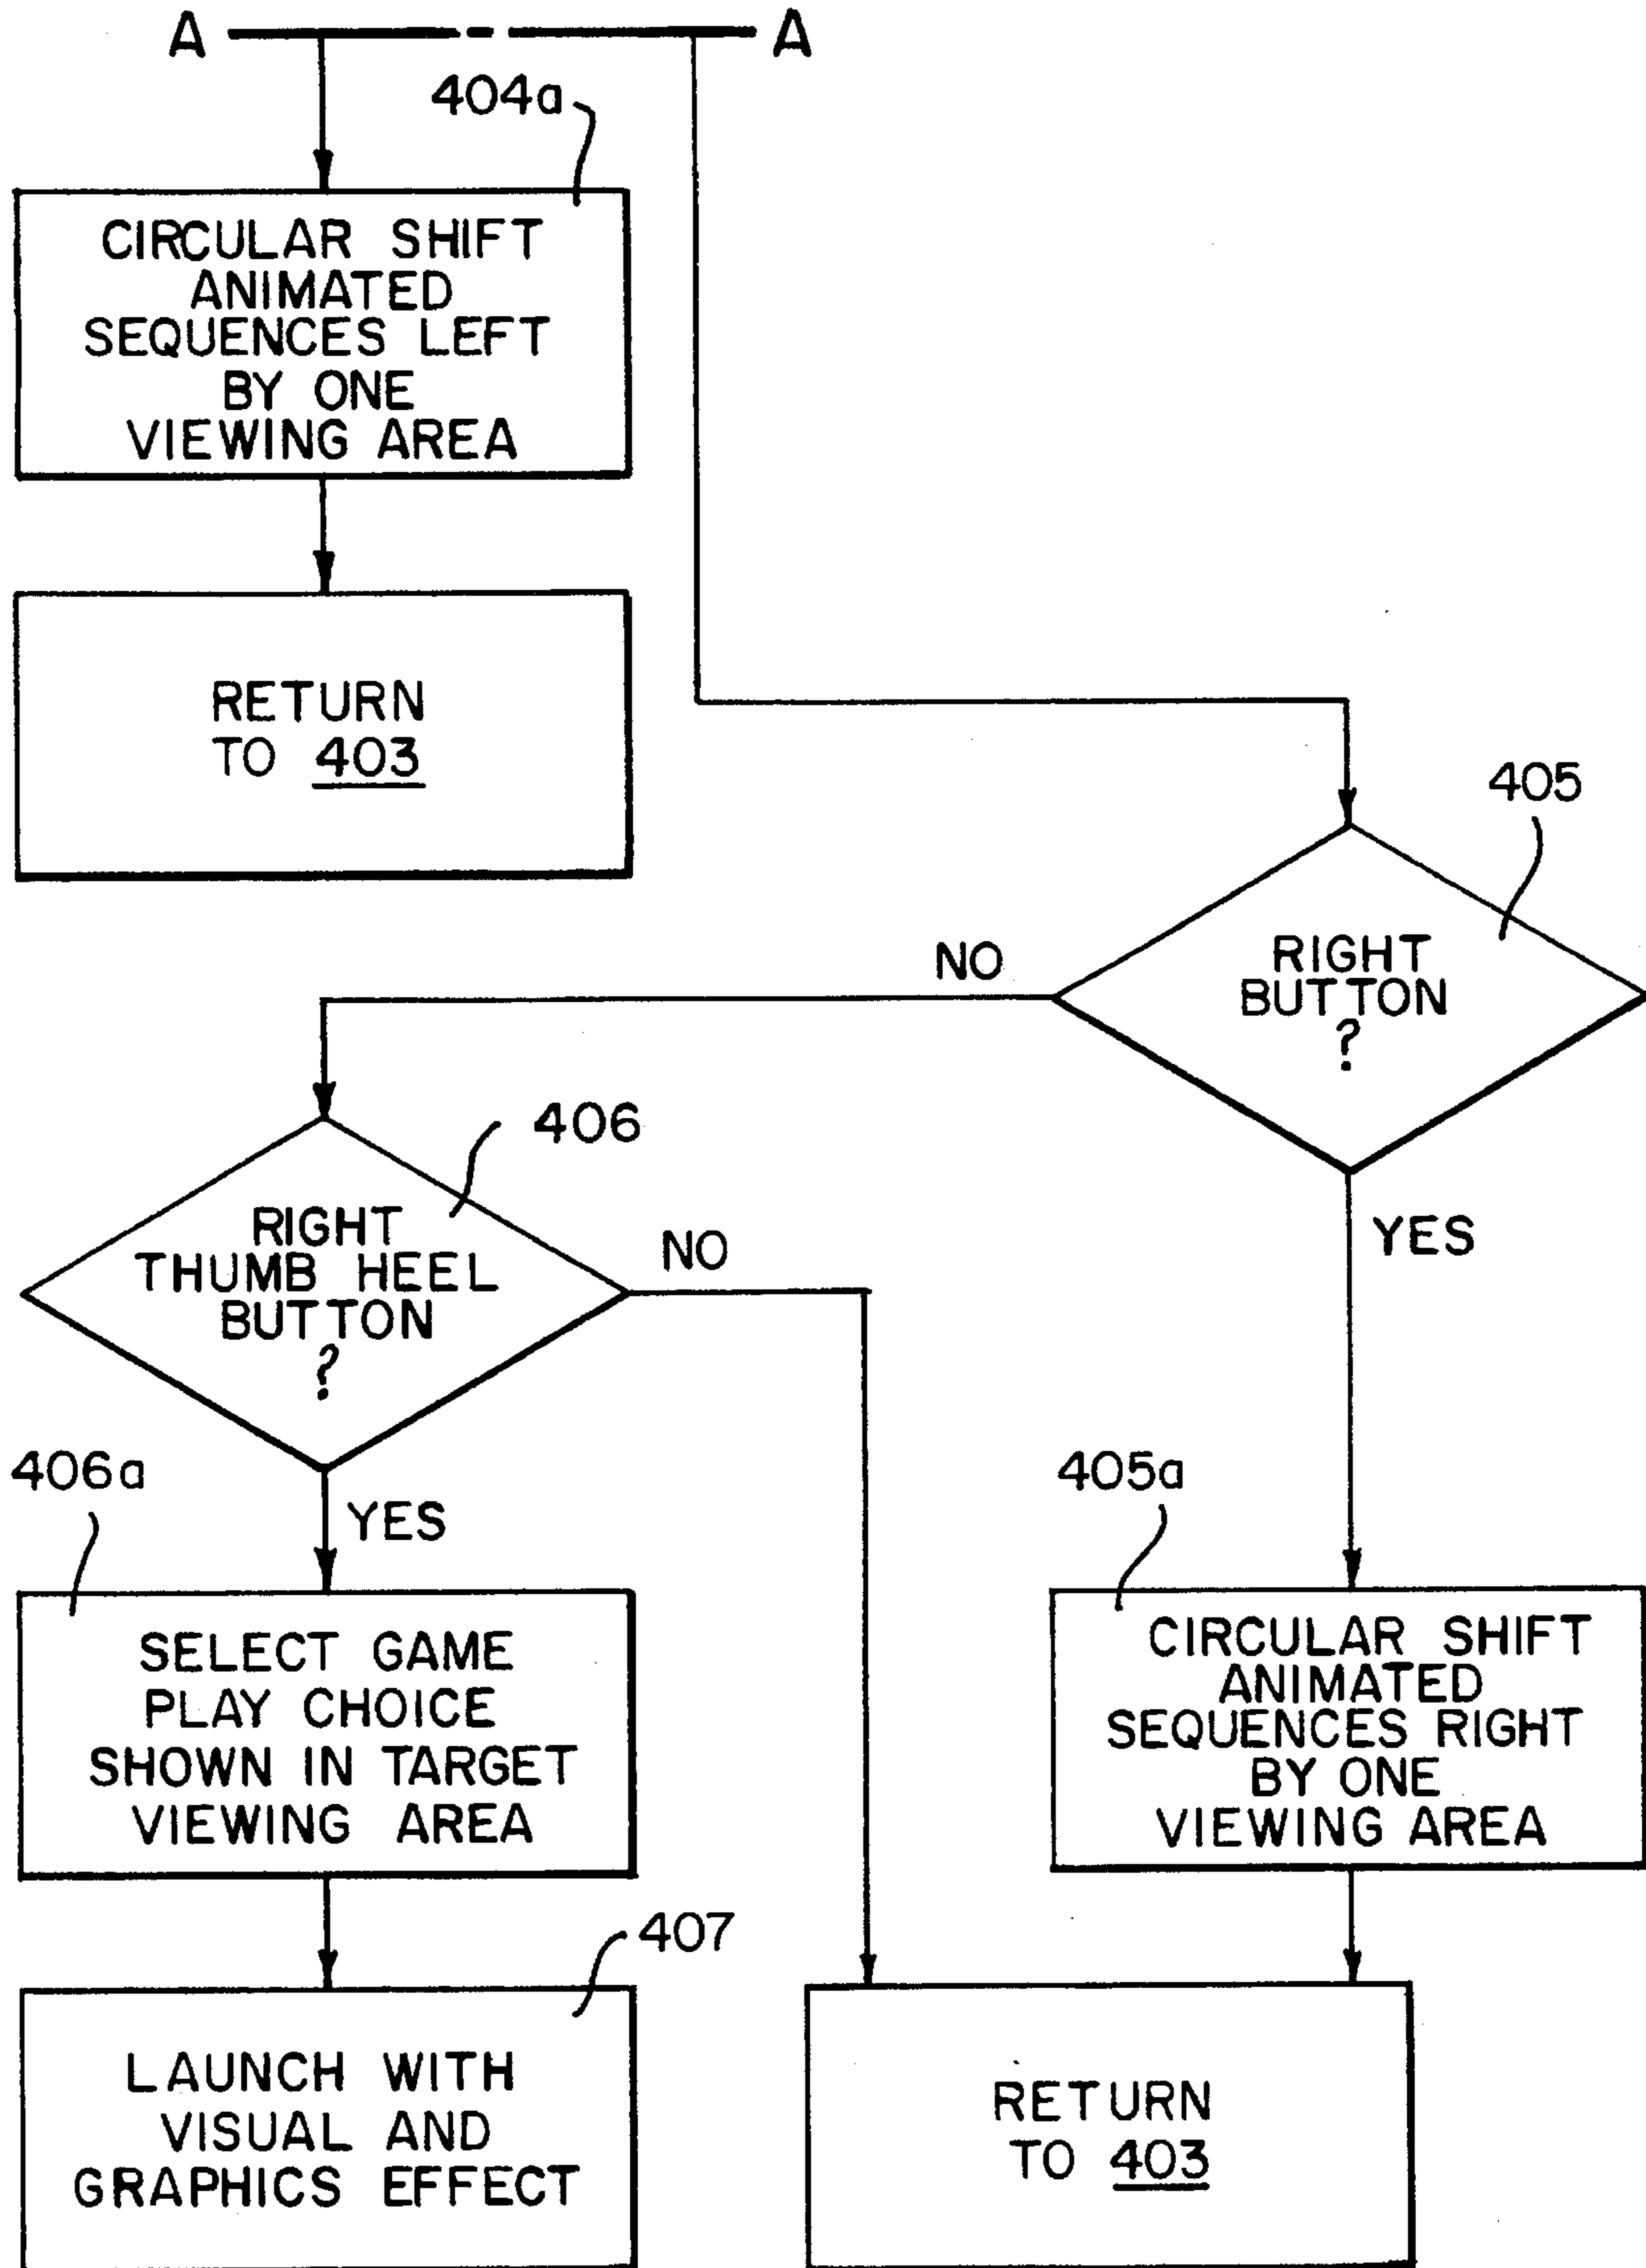 A A
404a
CIRCULAR SHIFT
ANIMATED
SEQUENCES LEFT
BY ONE
VIEWING AREA
RETURN
TO 403
405
RIGHT
BUTTON
?
NO
YES
406
RIGHT
THUMB HEEL
BUTTON
?
NO
YES
406a
SELECT GAME
PLAY CHOICE
SHOWN IN TARGET
VIEWING AREA
405a
CIRCULAR SHIFT
ANIMATED
SEQUENCES RIGHT
BY ONE
VIEWING AREA
407
LAUNCH WITH
VISUAL AND
GRAPHICS EFFECT
RETURN
TO 403